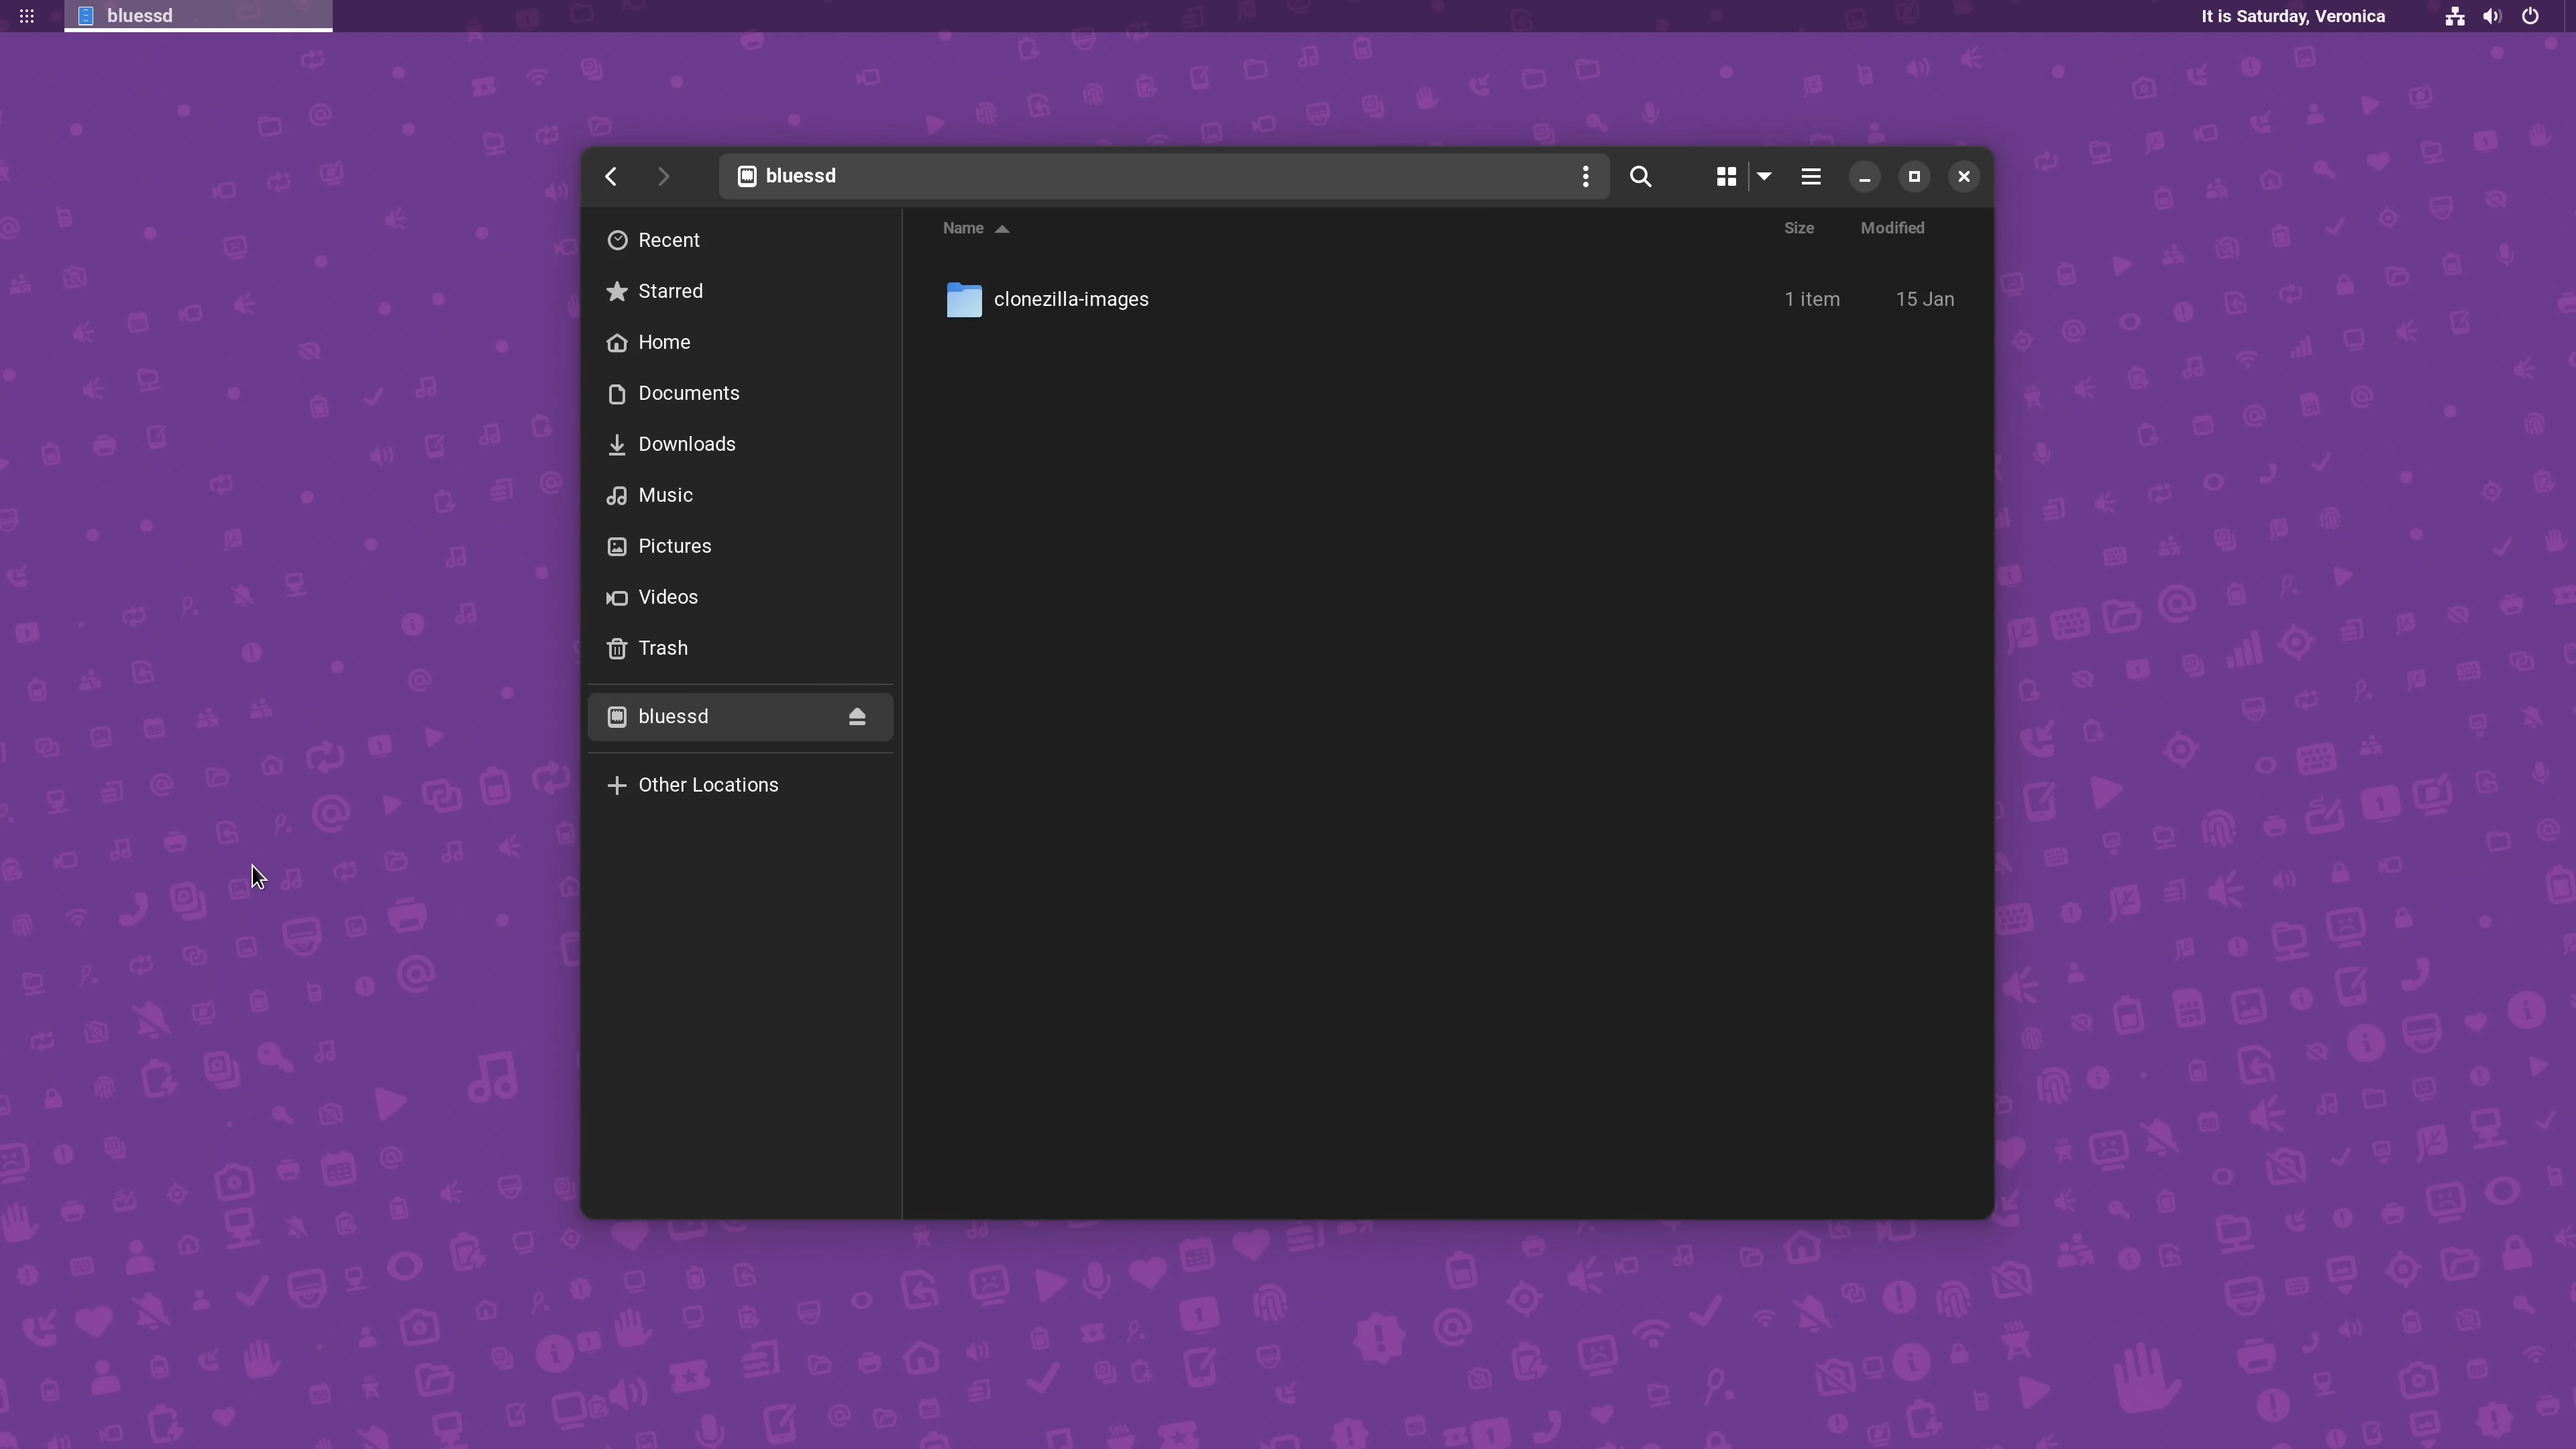 bluessd
It is Saturday, Veronica
bluessd
Name
Size
Modified
clonezilla-images
1 item
15 Jan
Recent
Starred
Home
Documents
Downloads
Music
Pictures
Videos
Trash
bluessd
Other Locations